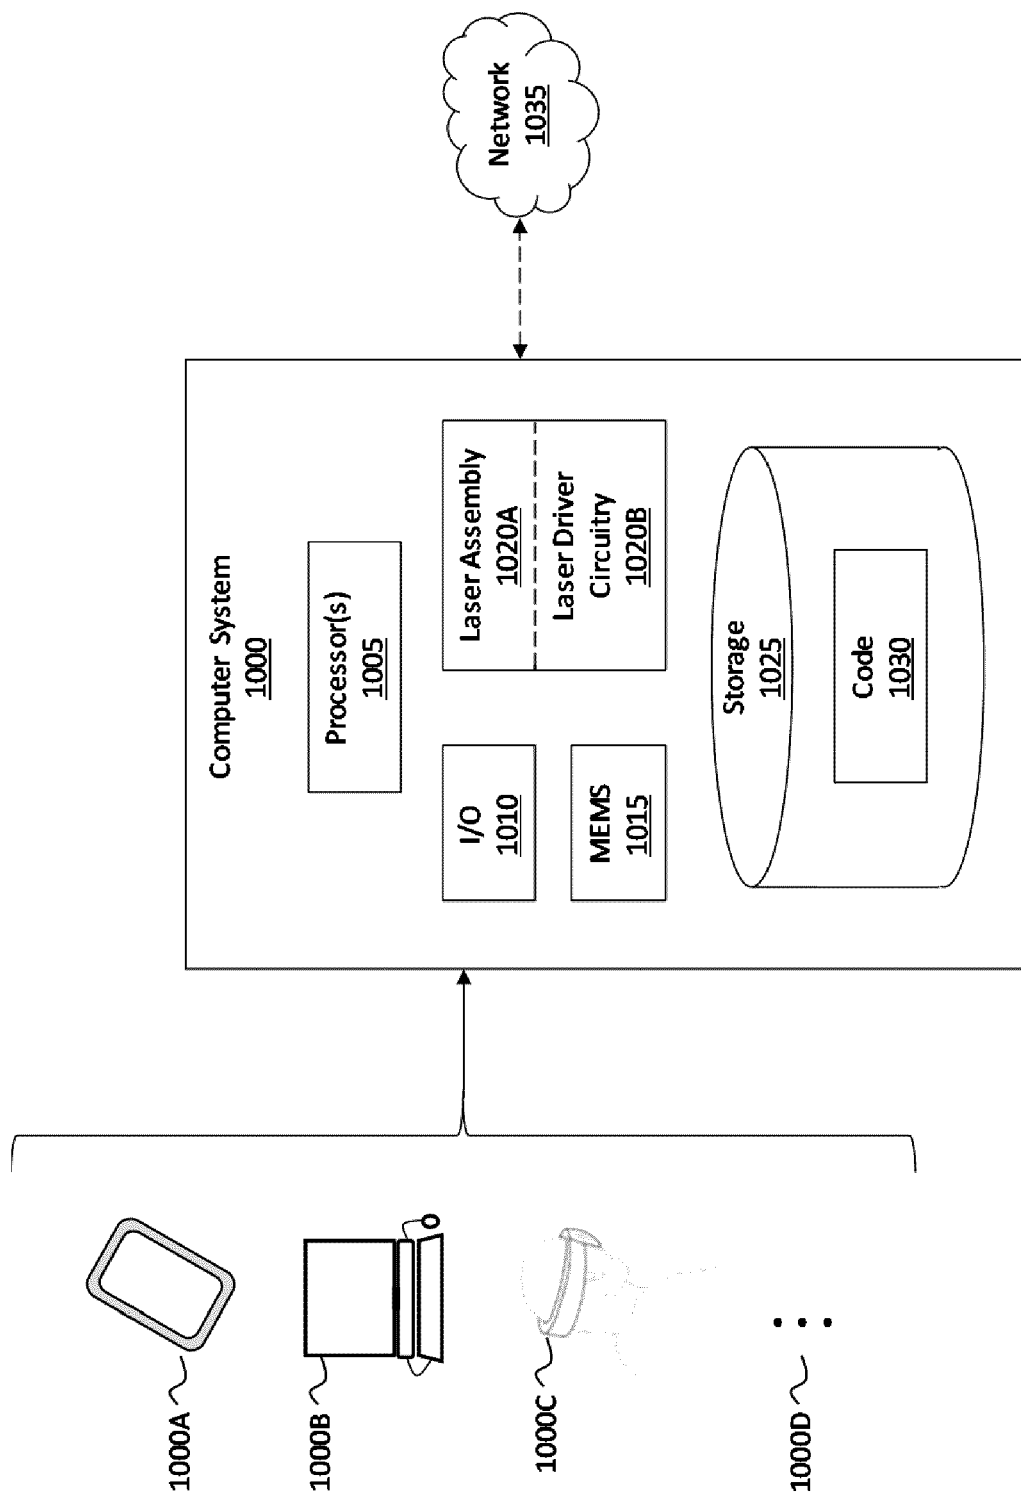 1000A
1000B
1000C
1000D
Computer System
1000
Processor(s)
1005
I/O
1010
Laser Assembly
1020A
MEMS
1015
Laser Driver
Circuitry
1020B
Storage
1025
Code
1030
Network
1035